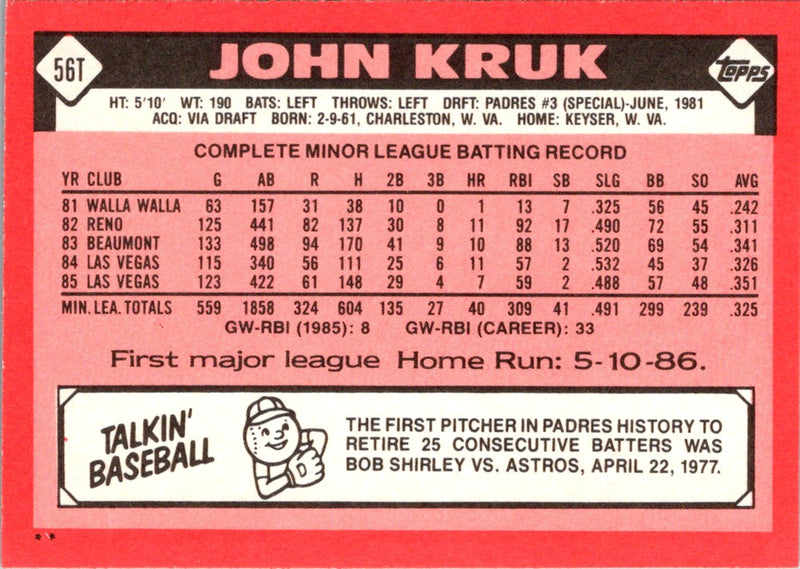 56T
JOHN KRUK
topps
HT: 5'10' WT: 190 BATS: LEFT THROWS: LEFT DRFT: PADRES #3 (SPECIAL)-JUNE, 1981
ACQ: VIA DRAFT BORN: 2-9-61, CHARLESTON, W. VA. HOME: KEYSER, W. VA.
COMPLETE MINOR LEAGUE BATTING RECORD
YR CLUB G AB R H 2B 3B HR RBI SB SLG BB SO AVG
81 WALLA WALLA 63 157 31 38 10 0 1 13 7 .325 56 45 .242
82 RENO 125 441 82 137 30 8 11 92 17 .490 72 55 .311
83 BEAUMONT 133 498 94 170 41 9 10 88 13 .520 69 54 .341
84 LAS VEGAS 115 340 56 111 25 6 11 57 2 .532 45 37 .326
85 LAS VEGAS 123 422 61 148 29 4 7 59 2 .488 57 48 .351
MIN. LEA. TOTALS 559 1858 324 604 135 27 40 309 41 .491 299 239 .325
GW-RBI (1985): 8 GW-RBI (CAREER): 33
First major league Home Run: 5-10-86.
TALKIN'
BASEBALL
THE FIRST PITCHER IN PADRES HISTORY TO
RETIRE 25 CONSECUTIVE BATTERS WAS
BOB SHIRLEY VS. ASTROS, APRIL 22, 1977.
**